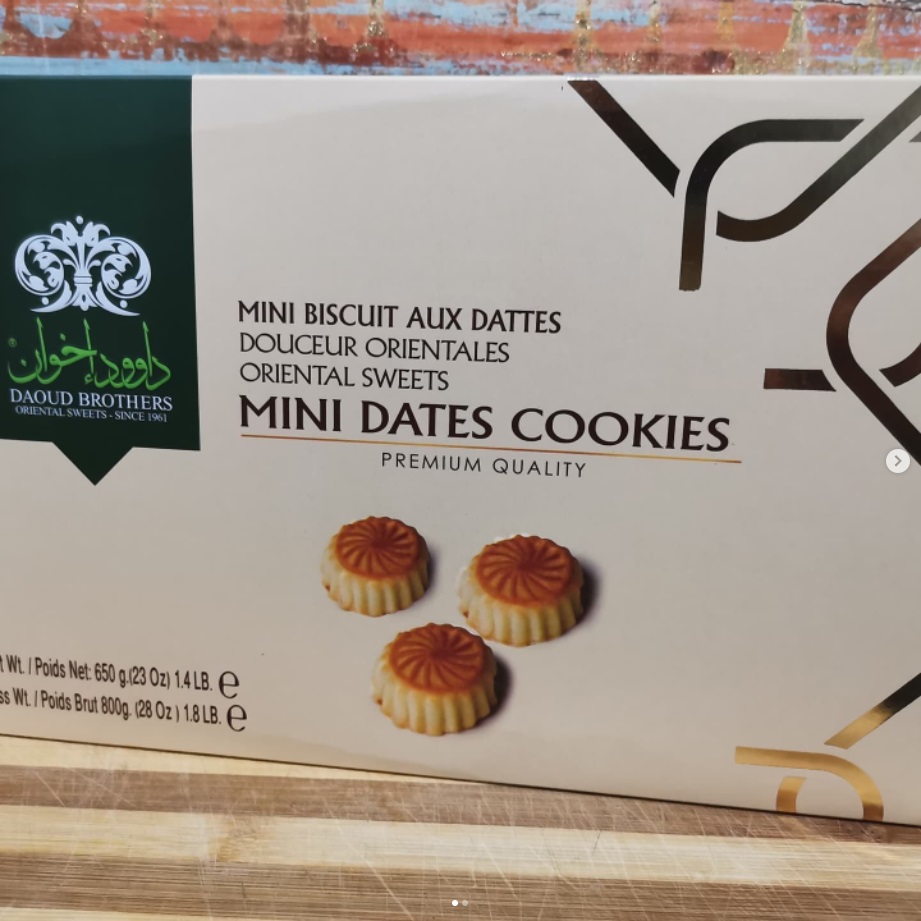 داوود إخوان
DAOUD BROTHERS
ORIENTAL SWEETS - SINCE 1961
MINI BISCUIT AUX DATTES
DOUCEUR ORIENTALES
ORIENTAL SWEETS
MINI DATES COOKIES
PREMIUM QUALITY
t Wt. / Poids Net: 650 g.(23 Oz) 1.4 LB. e
ss Wt. / Poids Brut 800g. (28 Oz ) 1.8 LB. e